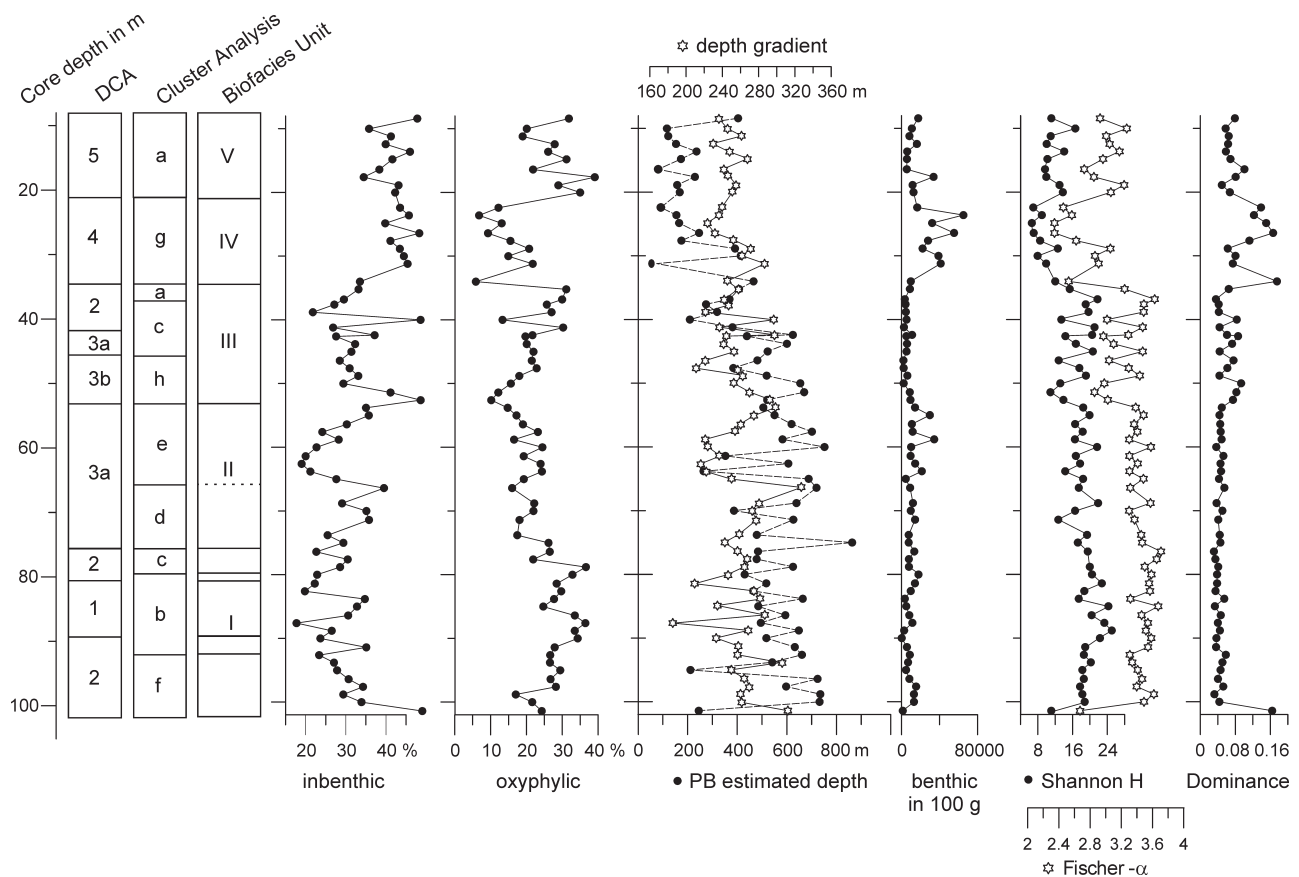 Core depth in m
DCA
Cluster Analysis
Biofacies Unit
depth gradient
160 200 240 280 320 360 m
20
40
60
80
100
5
4
2
3a
3b
3a
2
1
2
a
g
a
c
h
e
d
c
b
f
V
IV
III
II
I
20 30 40 %
inbenthic
0 10 20 30 40 %
oxyphylic
0 200 400 600 800 m
PB estimated depth
0 80000
benthic
in 100 g
8 16 24
Shannon H
0 0.08 0.16
Dominance
2 2.4 2.8 3.2 3.6 4
Fischer -α